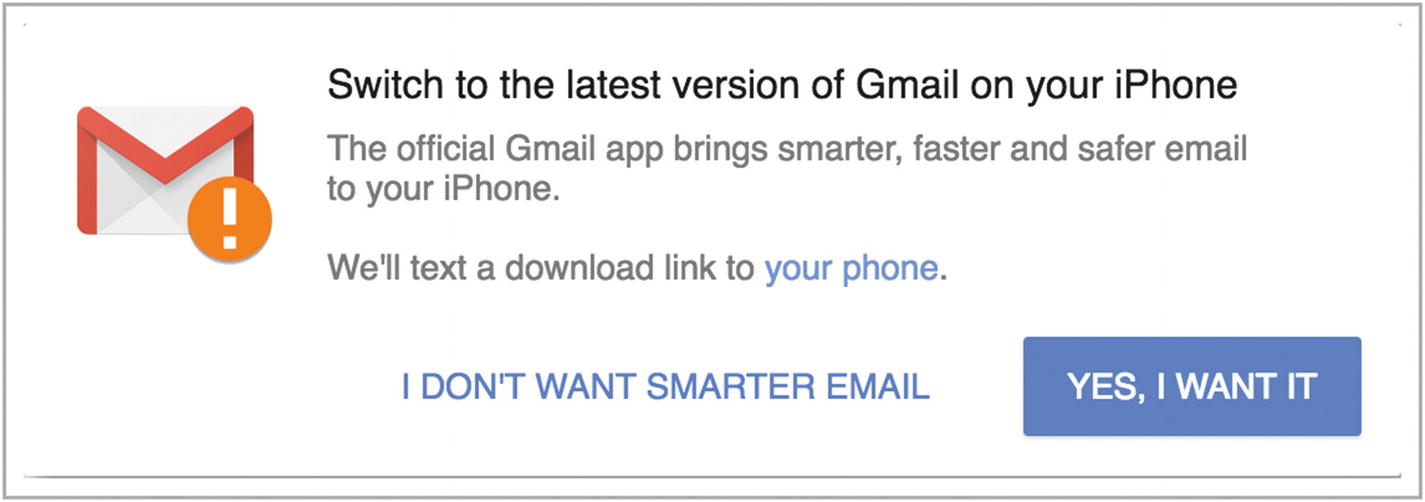 Switch to the latest version of Gmail on your iPhone
The official Gmail app brings smarter, faster and safer email
to your iPhone.
We'll text a download link to your phone.
I DON'T WANT SMARTER EMAIL
YES, I WANT IT